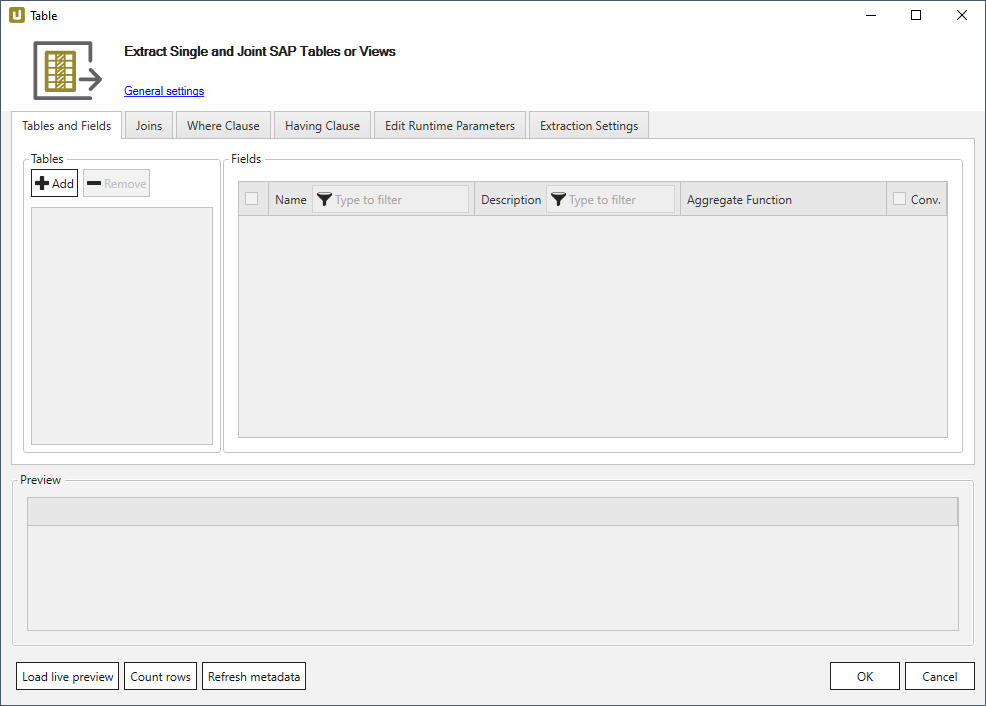 Table
Extract Single and Joint SAP Tables or Views
General settings
Tables and Fields Joins Where Clause Having Clause Edit Runtime Parameters Extraction Settings
Tables
Add Remove
Fields
Name Type to filter Description Type to filter Aggregate Function Conv.
Preview
Load live preview Count rows Refresh metadata OK Cancel